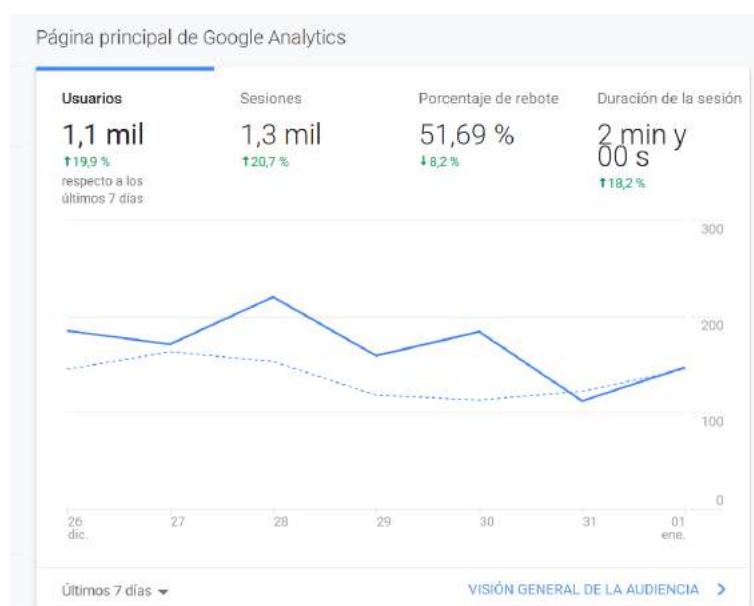 Página principal de Google Analytics
Usuarios
1,1 mil
↑19,9 %
respecto a los
últimos 7 días
Sesiones
1,3 mil
↑20,7 %
Porcentaje de rebote
51,69 %
↓8,2 %
Duración de la sesión
2 min y
00 s
↑18,2 %
300
200
100
0
26
dic.
27
28
29
30
31
01
ene.
Últimos 7 días
VISIÓN GENERAL DE LA AUDIENCIA